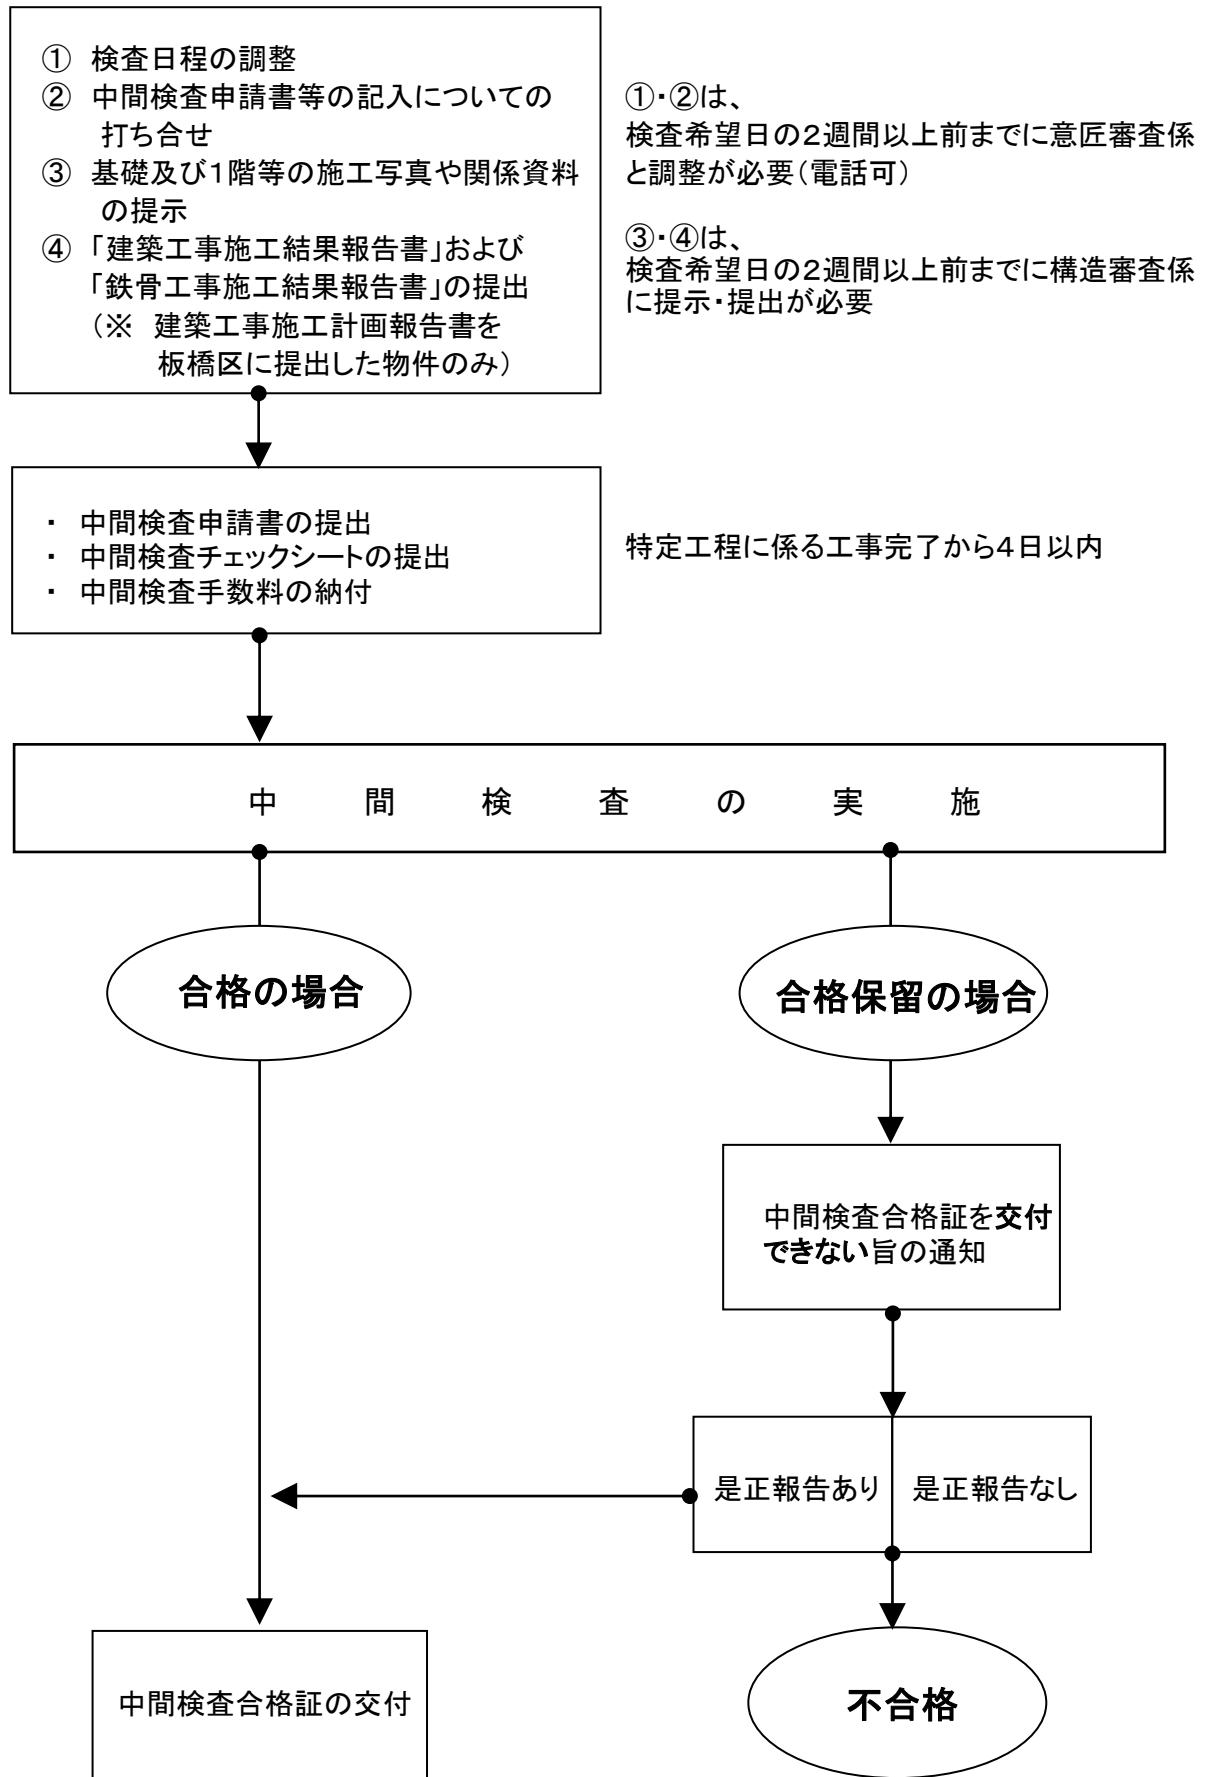 ① 検査日程の調整
② 中間検査申請書等の記入についての
打ち合せ
③ 基礎及び1階等の施工写真や関係資料
の提示
④ 「建築工事施工結果報告書」および
「鉄骨工事施工結果報告書」の提出
(※ 建築工事施工計画報告書を
板橋区に提出した物件のみ)
①・②は、
検査希望日の2週間以上前までに意匠審査係
と調整が必要(電話可)
③・④は、
検査希望日の2週間以上前までに構造審査係
に提示・提出が必要
・ 中間検査申請書の提出
・ 中間検査チェックシートの提出
・ 中間検査手数料の納付
特定工程に係る工事完了から4日以内
中 間 検 査 の 実 施
合格の場合
合格保留の場合
中間検査合格証を交付
できない旨の通知
是正報告あり 是正報告なし
中間検査合格証の交付
不合格